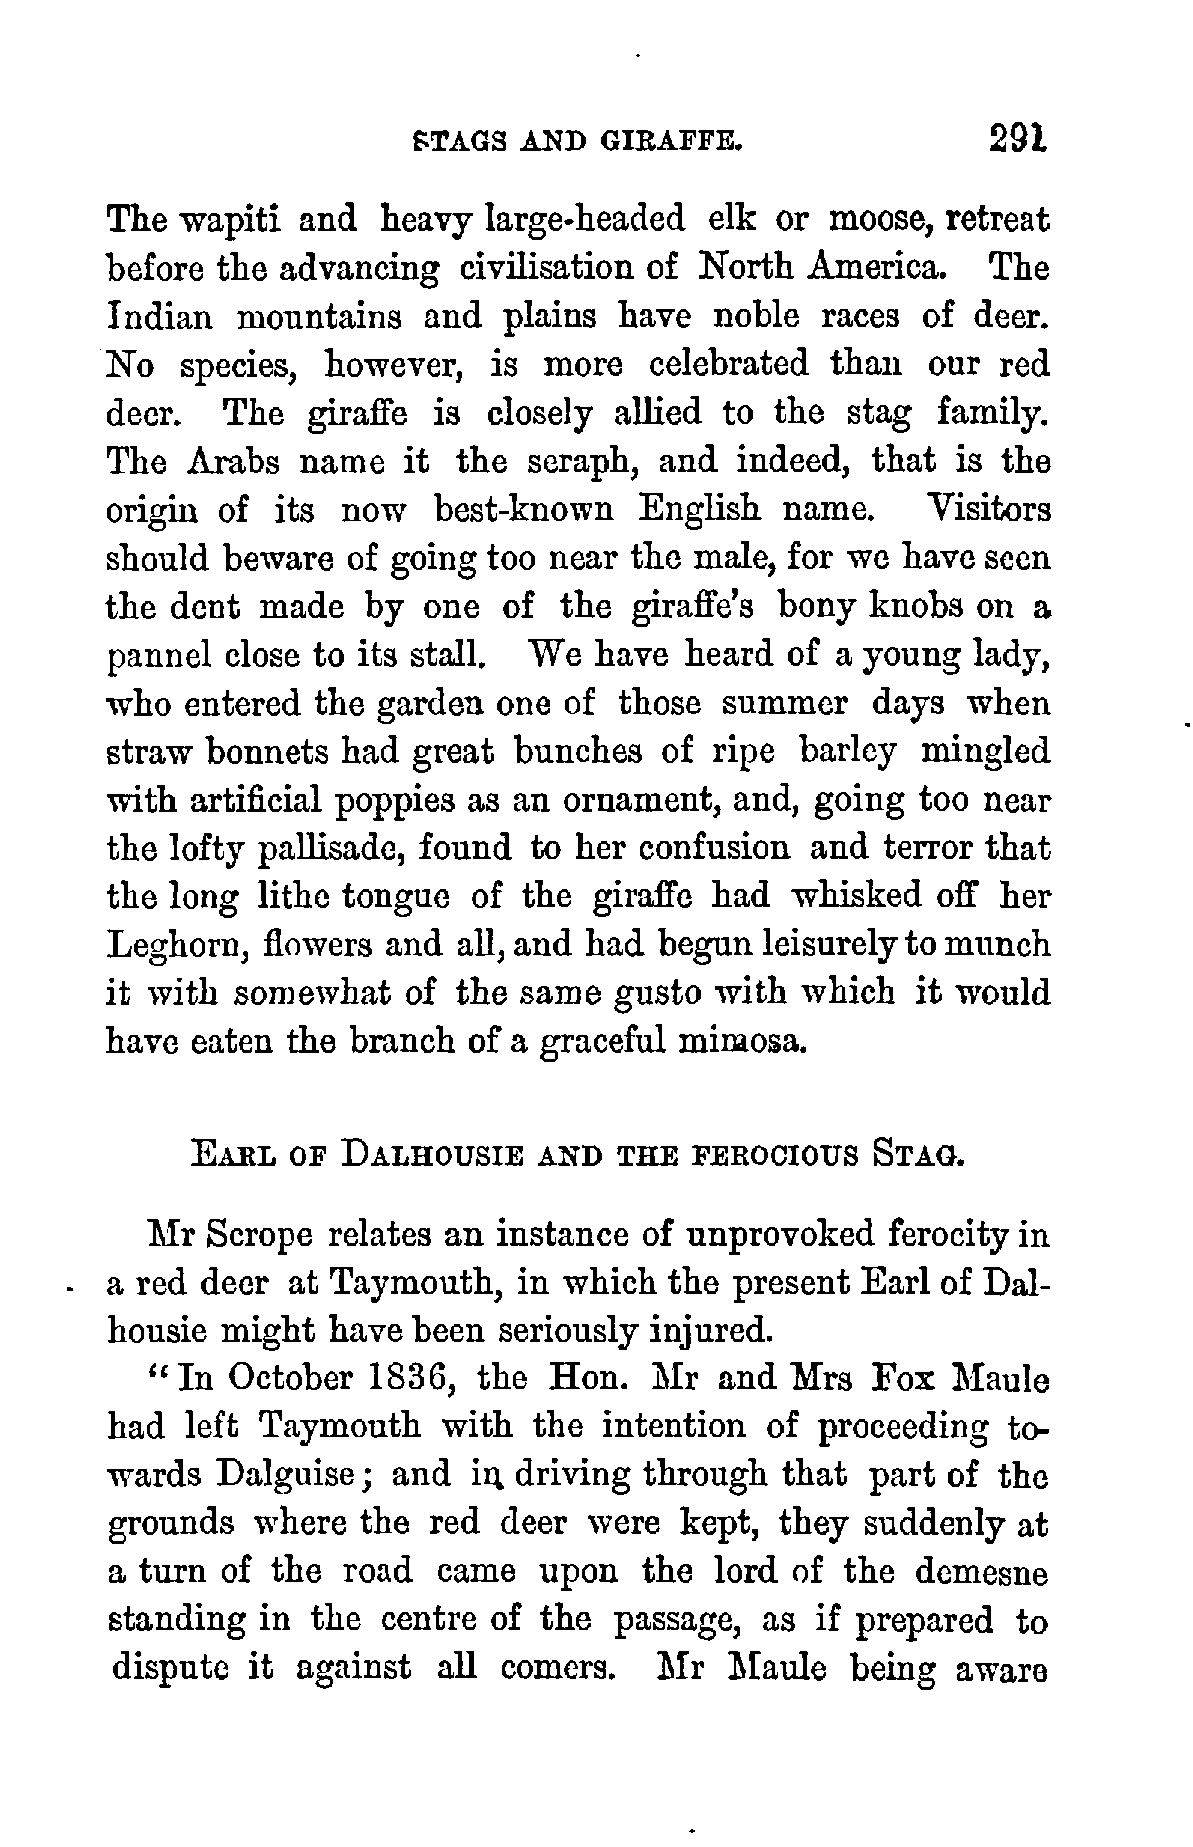 STAGS AND GIRAFFE. 291
The wapiti and heavy large-headed elk or moose, retreat
before the advancing civilisation of North America. The
Indian mountains and plains have noble races of deer.
No species, however, is more celebrated than our red
deer. The giraffe is closely allied to the stag family.
The Arabs name it the seraph, and indeed, that is the
origin of its now best-known English name. Visitors
should beware of going too near the male, for we have seen
the dent made by one of the giraffe's bony knobs on a
pannel close to its stall. We have heard of a young lady,
who entered the garden one of those summer days when
straw bonnets had great bunches of ripe barley mingled
with artificial poppies as an ornament, and, going too near
the lofty pallisade, found to her confusion and terror that
the long lithe tongue of the giraffe had whisked off her
Leghorn, flowers and all, and had begun leisurely to munch
it with somewhat of the same gusto with which it would
have eaten the branch of a graceful mimosa.
EARL OF DALHOUSIE AND THE FEROCIOUS STAG.
Mr Scrope relates an instance of unprovoked ferocity in
a red deer at Taymouth, in which the present Earl of Dal-
housie might have been seriously injured.
"In October 1836, the Hon. Mr and Mrs Fox Maule
had left Taymouth with the intention of proceeding to-
wards Dalguise; and in driving through that part of the
grounds where the red deer were kept, they suddenly at
a turn of the road came upon the lord of the demesne
standing in the centre of the passage, as if prepared to
dispute it against all comers. Mr Maule being aware